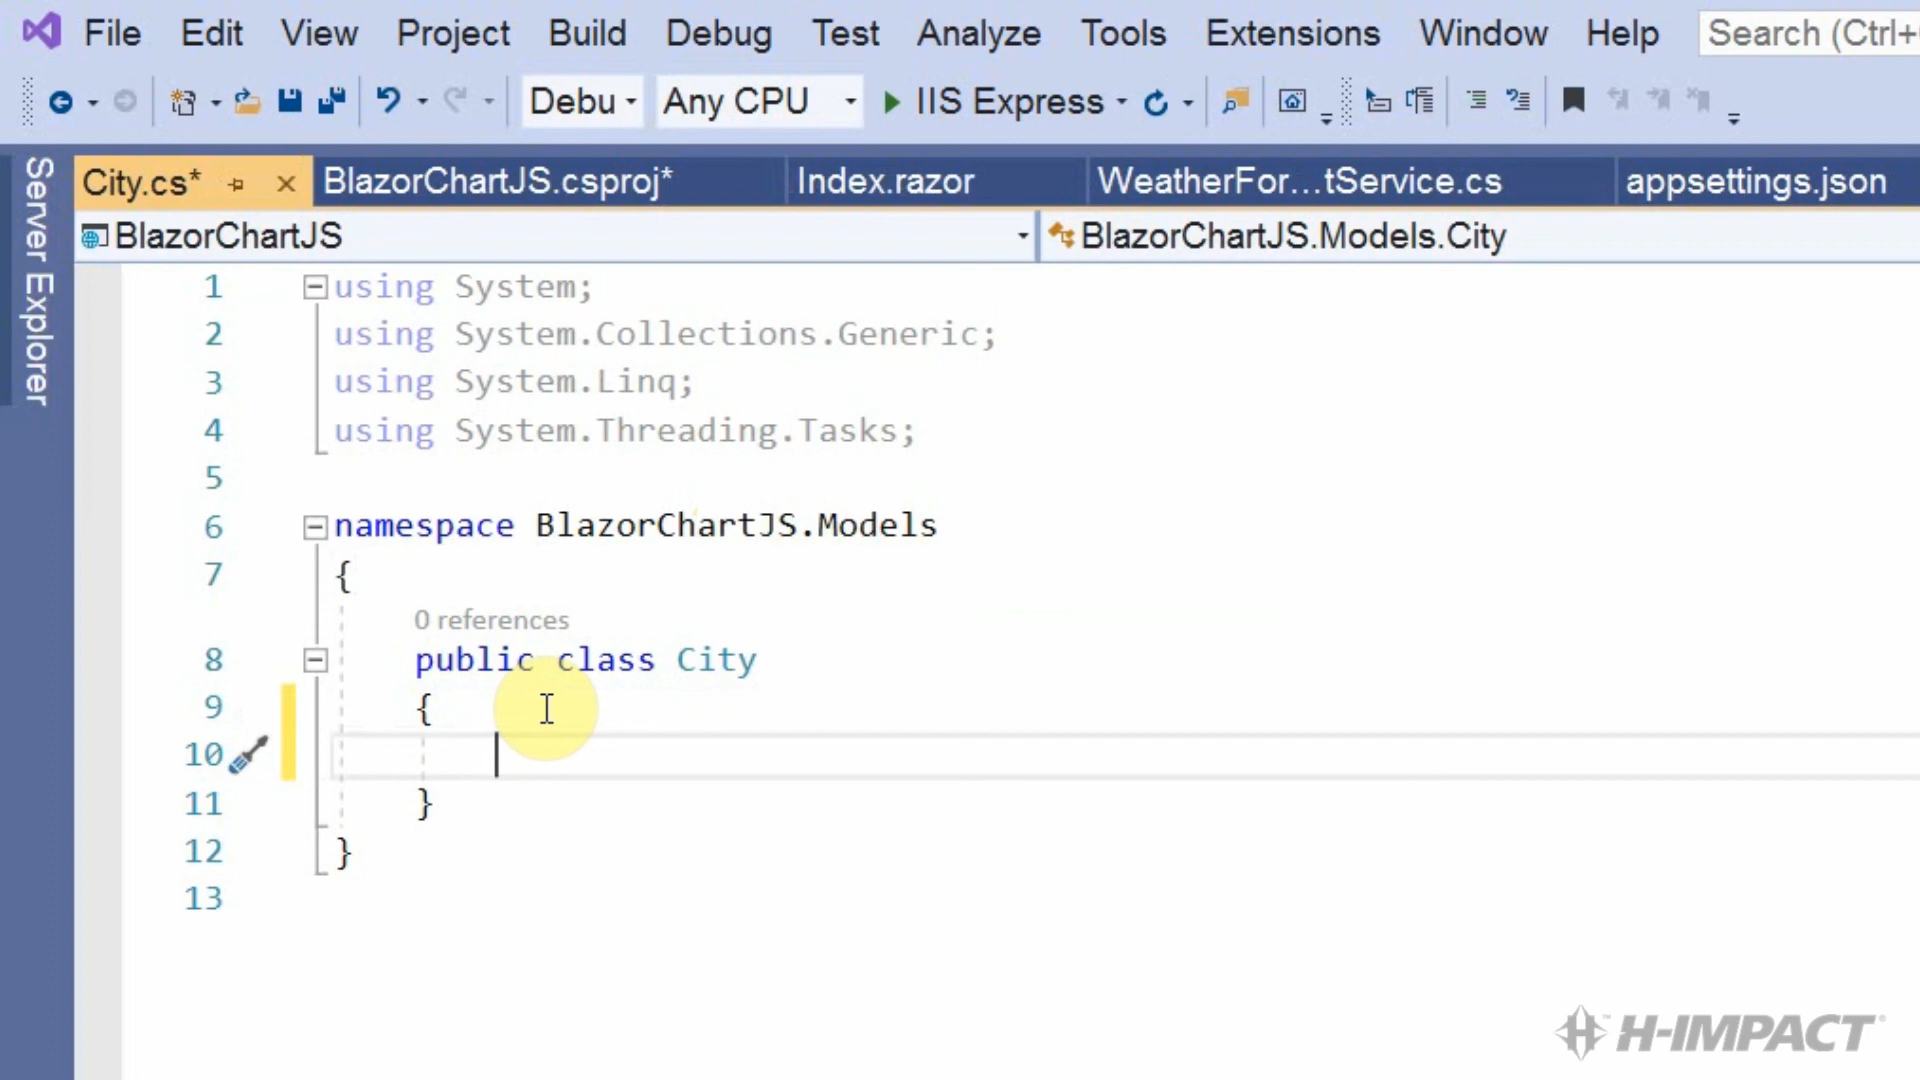 File Edit View Project Build Debug Test Analyze Tools Extensions Window Help Search (Ctrl+
Debu Any CPU IIS Express
Server Explorer
City.cs* BlazorChartJS.csproj* Index.razor WeatherFor...tService.cs appsettings.json
BlazorChartJS BlazorChartJS.Models.City
1 using System;
2 using System.Collections.Generic;
3 using System.Linq;
4 using System.Threading.Tasks;
5
6 namespace BlazorChartJS.Models
7 {
0 references
8 public class City
9 {
10
11 }
12 }
13
H-IMPACT